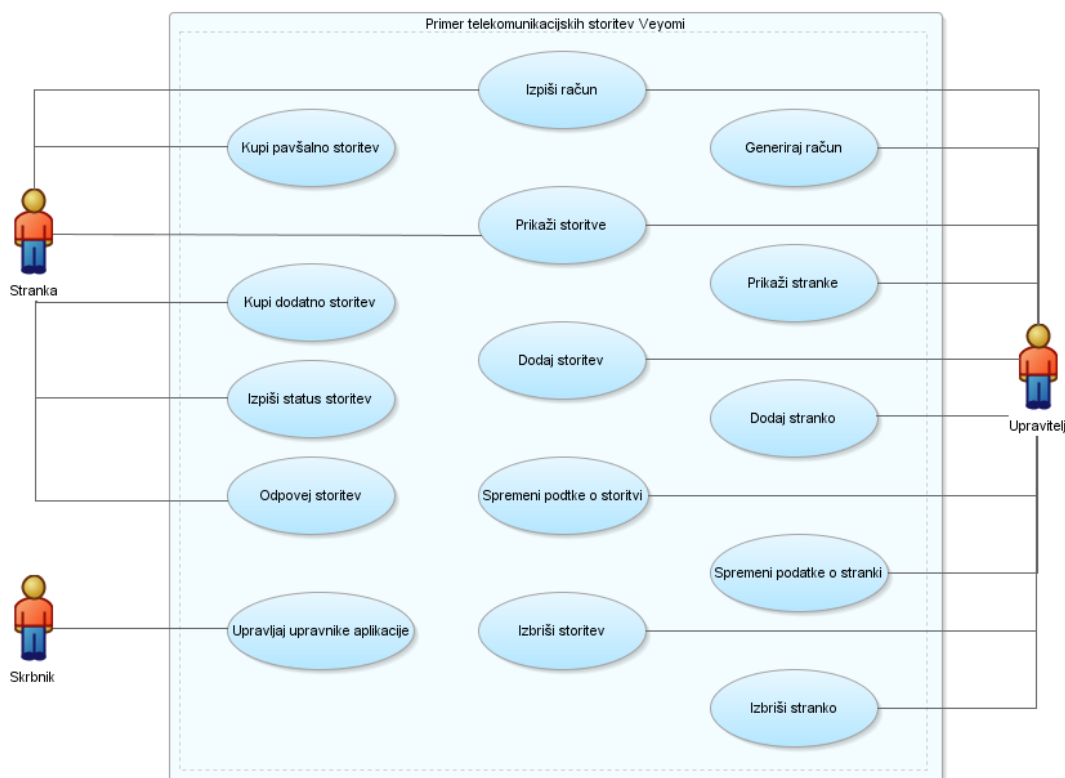 Primer telekomunikacijskih storitev Veyomi
Izpiši račun
Kupi pavšalno storitev
Generiraj račun
Prikaži storitve
Prikaži stranke
Stranka
Kupi dodatno storitev
Dodaj storitev
Izpiši status storitev
Dodaj stranko
Upravitelj
Odpovej storitev
Spremeni podtke o storitvi
Spremeni podatke o stranki
Upravljaj upravnike aplikacije
Izbriši storitev
Skrbnik
Izbriši stranko